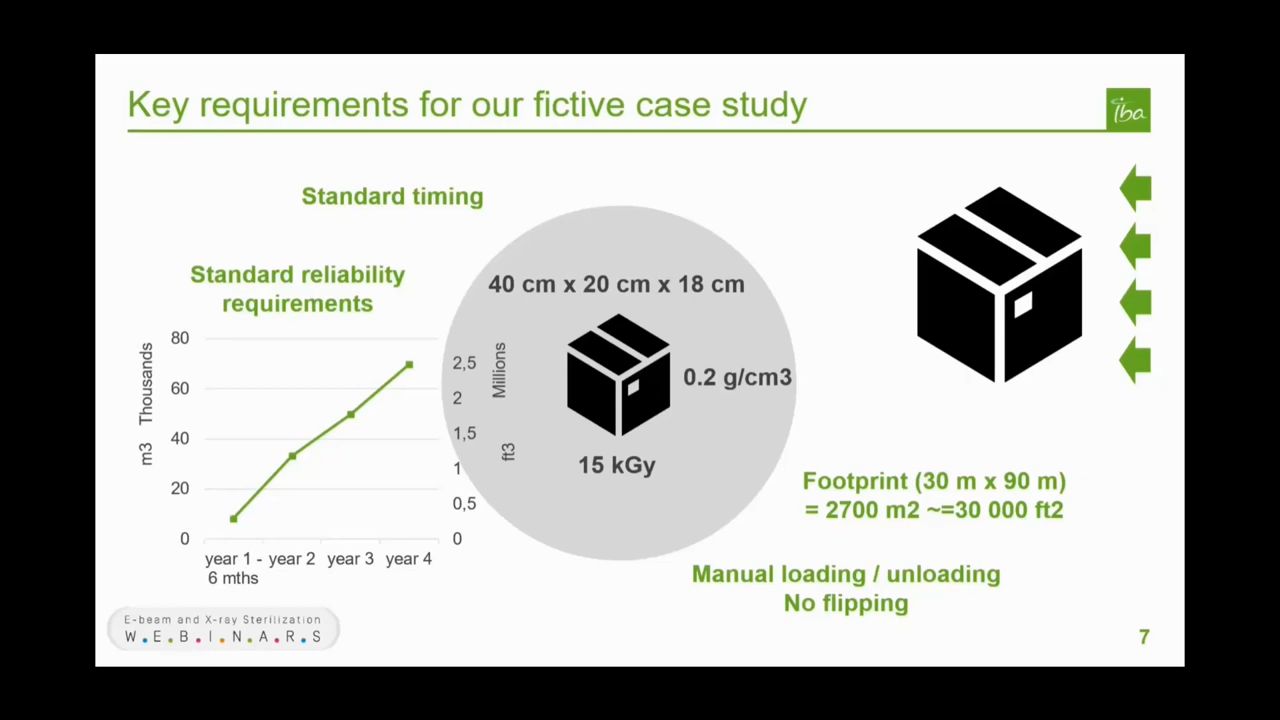 Key requirements for our fictive case study
iba
Standard timing
Standard reliability
requirements
40 cm x 20 cm x 18 cm
0.2 g/cm3
15 kGy
m3 Thousands
80
60
40
20
0
year 1 - 6 mths
year 2
year 3
year 4
2,5
2
1,5
1
0,5
0
ft3 Millions
Footprint (30 m x 90 m)
= 2700 m2 ~=30 000 ft2
Manual loading / unloading
No flipping
E-beam and X-ray Sterilization
W.E.B.I.N.A.R.S
7